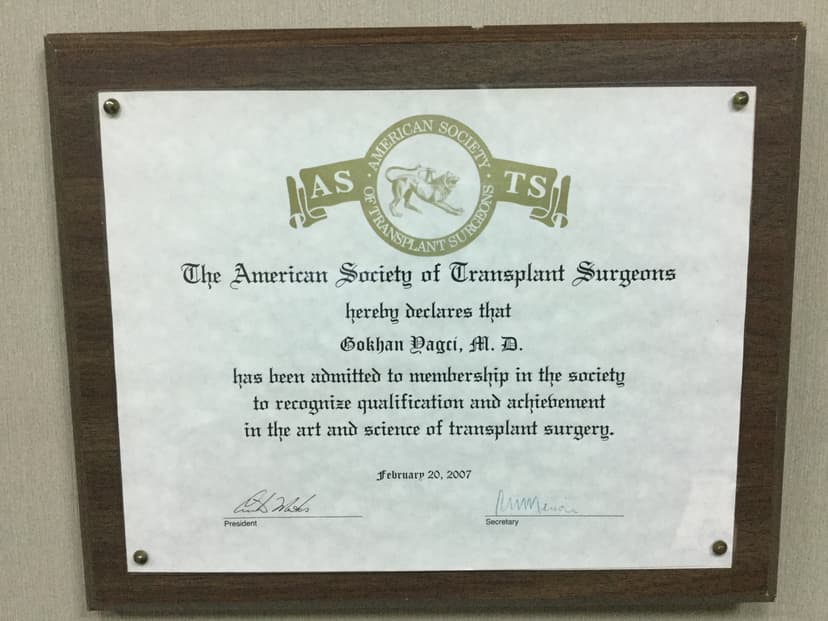 AMERICAN SOCIETY
AS TS
OF TRANSPLANT SURGEONS
The American Society of Transplant Surgeons
hereby declares that
Gokhan Yagci, M. D.
has been admitted to membership in the society
to recognize qualification and achievement
in the art and science of transplant surgery.
February 20, 2007
President
Secretary